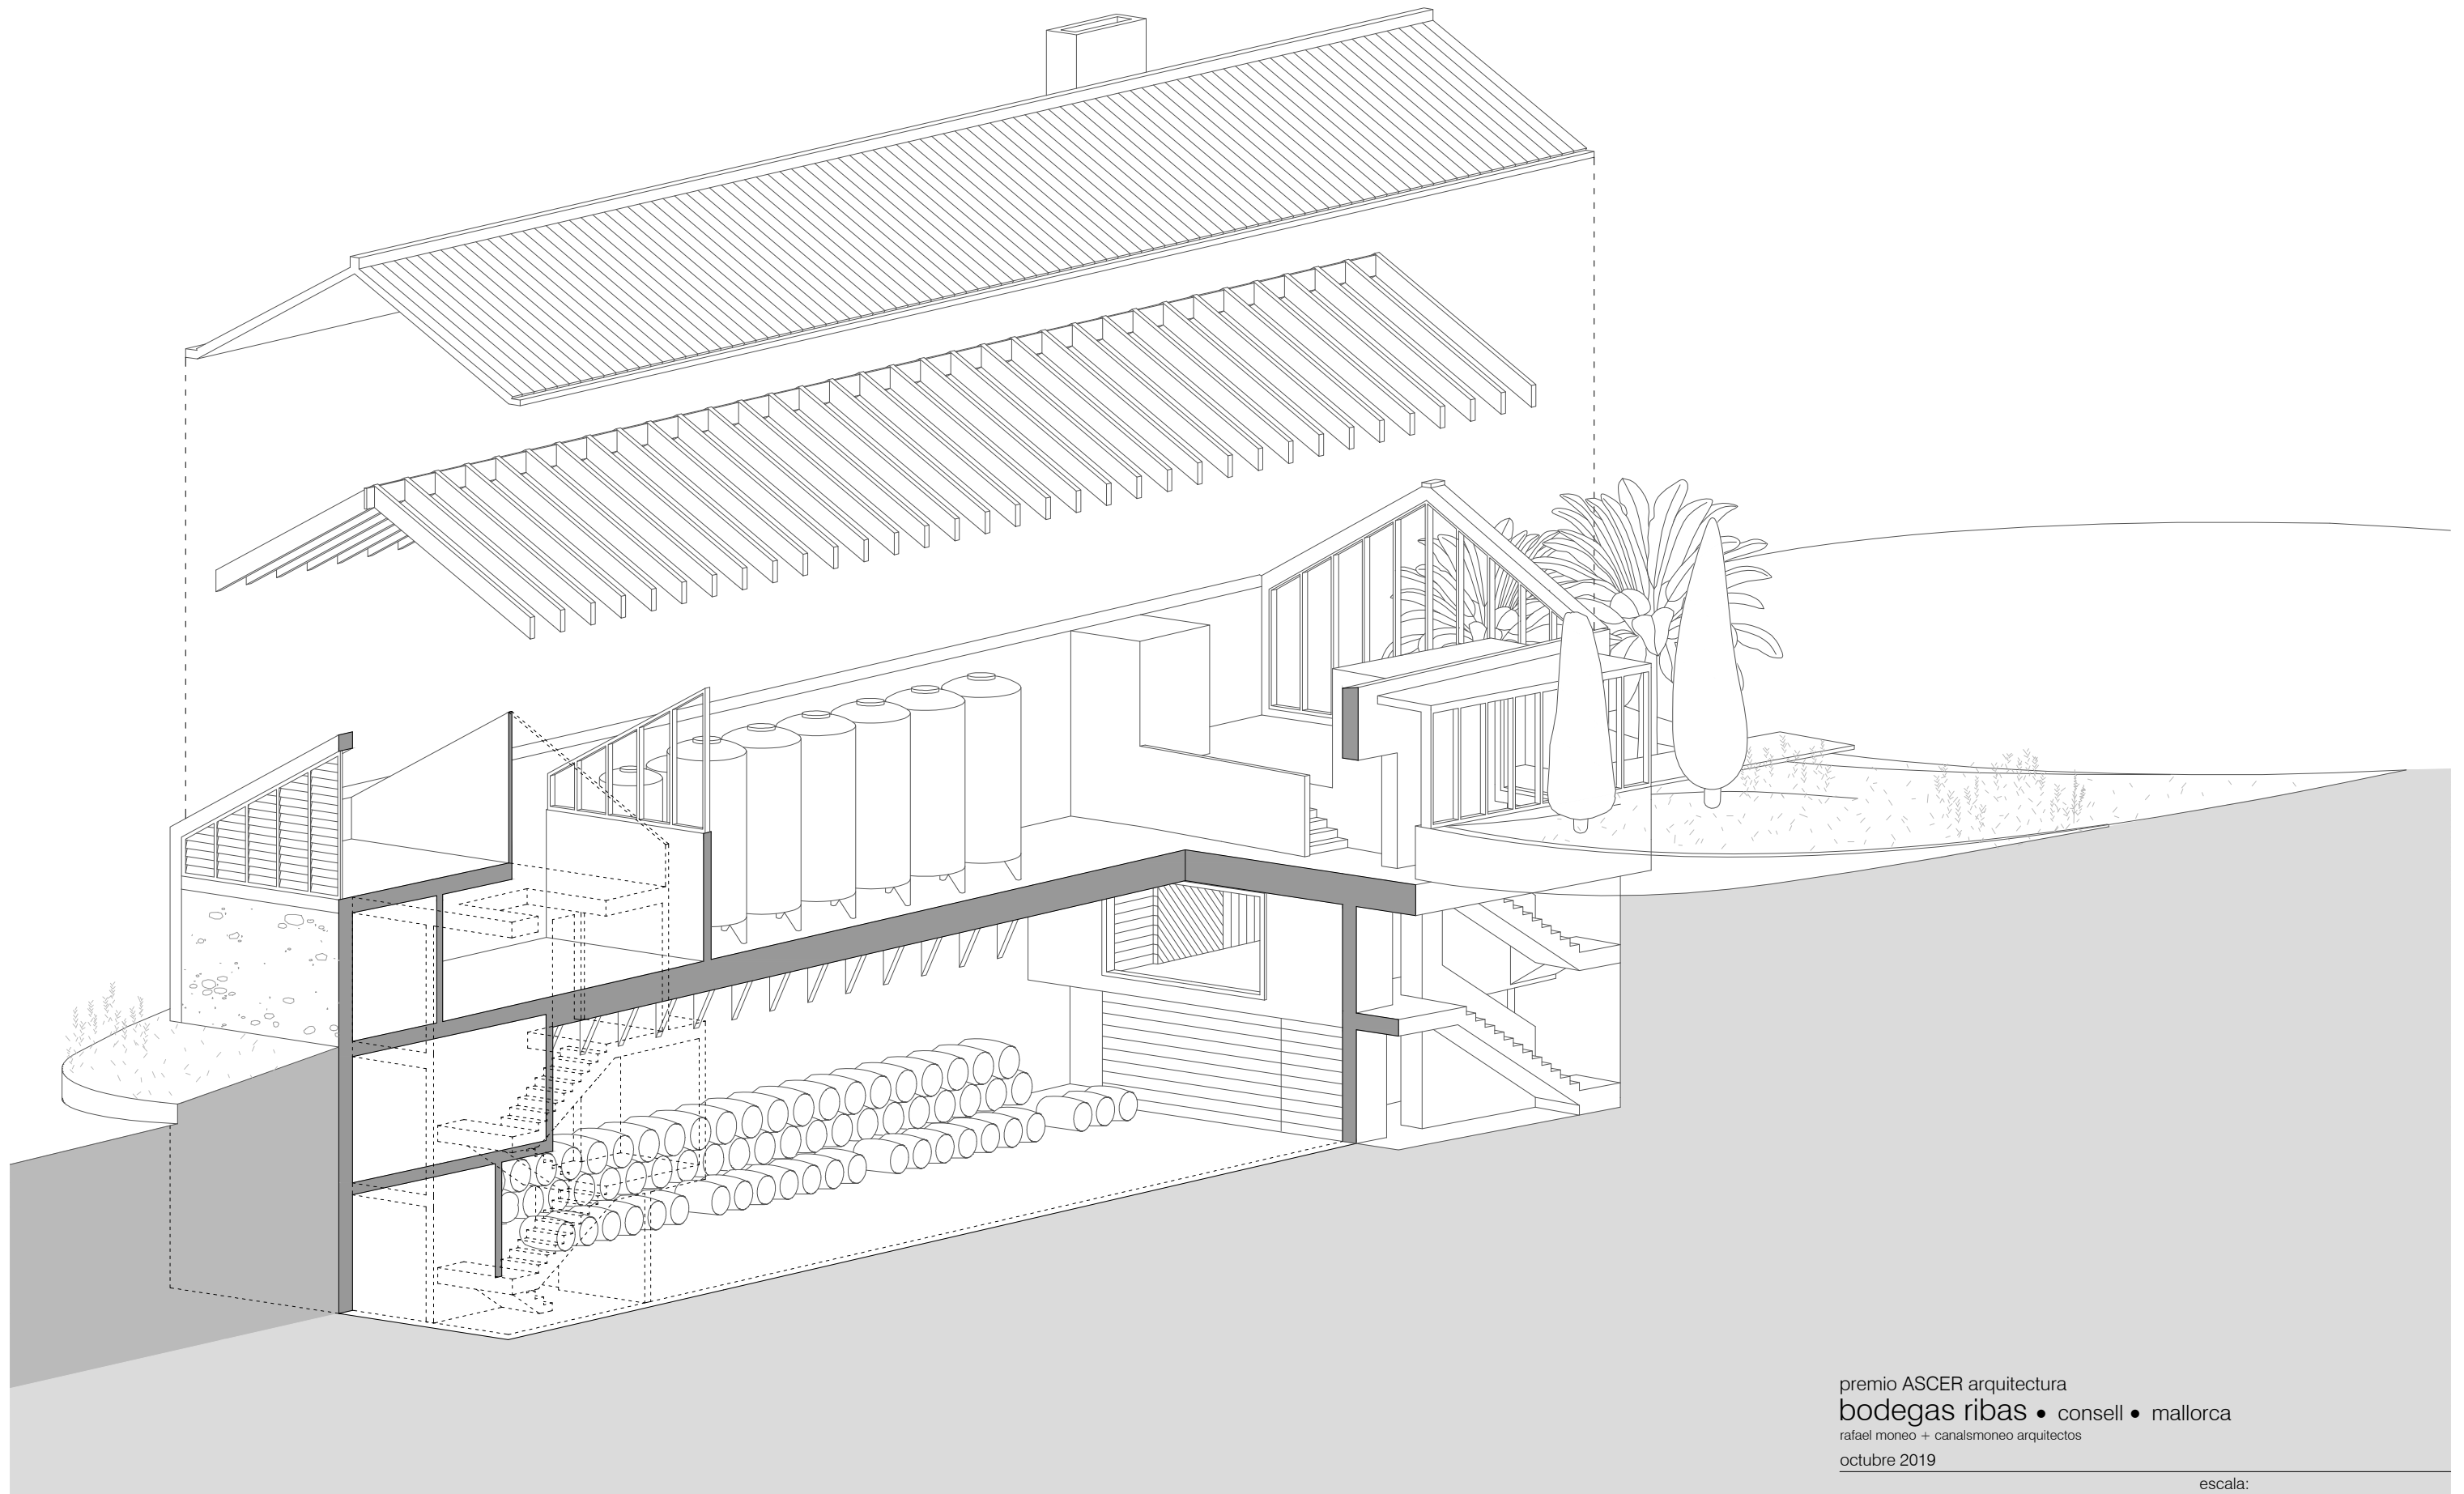 premio ASCER arquitectura
bodegas ribas • consell • mallorca
rafael moneo + canalsmoneo arquitectos
octubre 2019
escala: